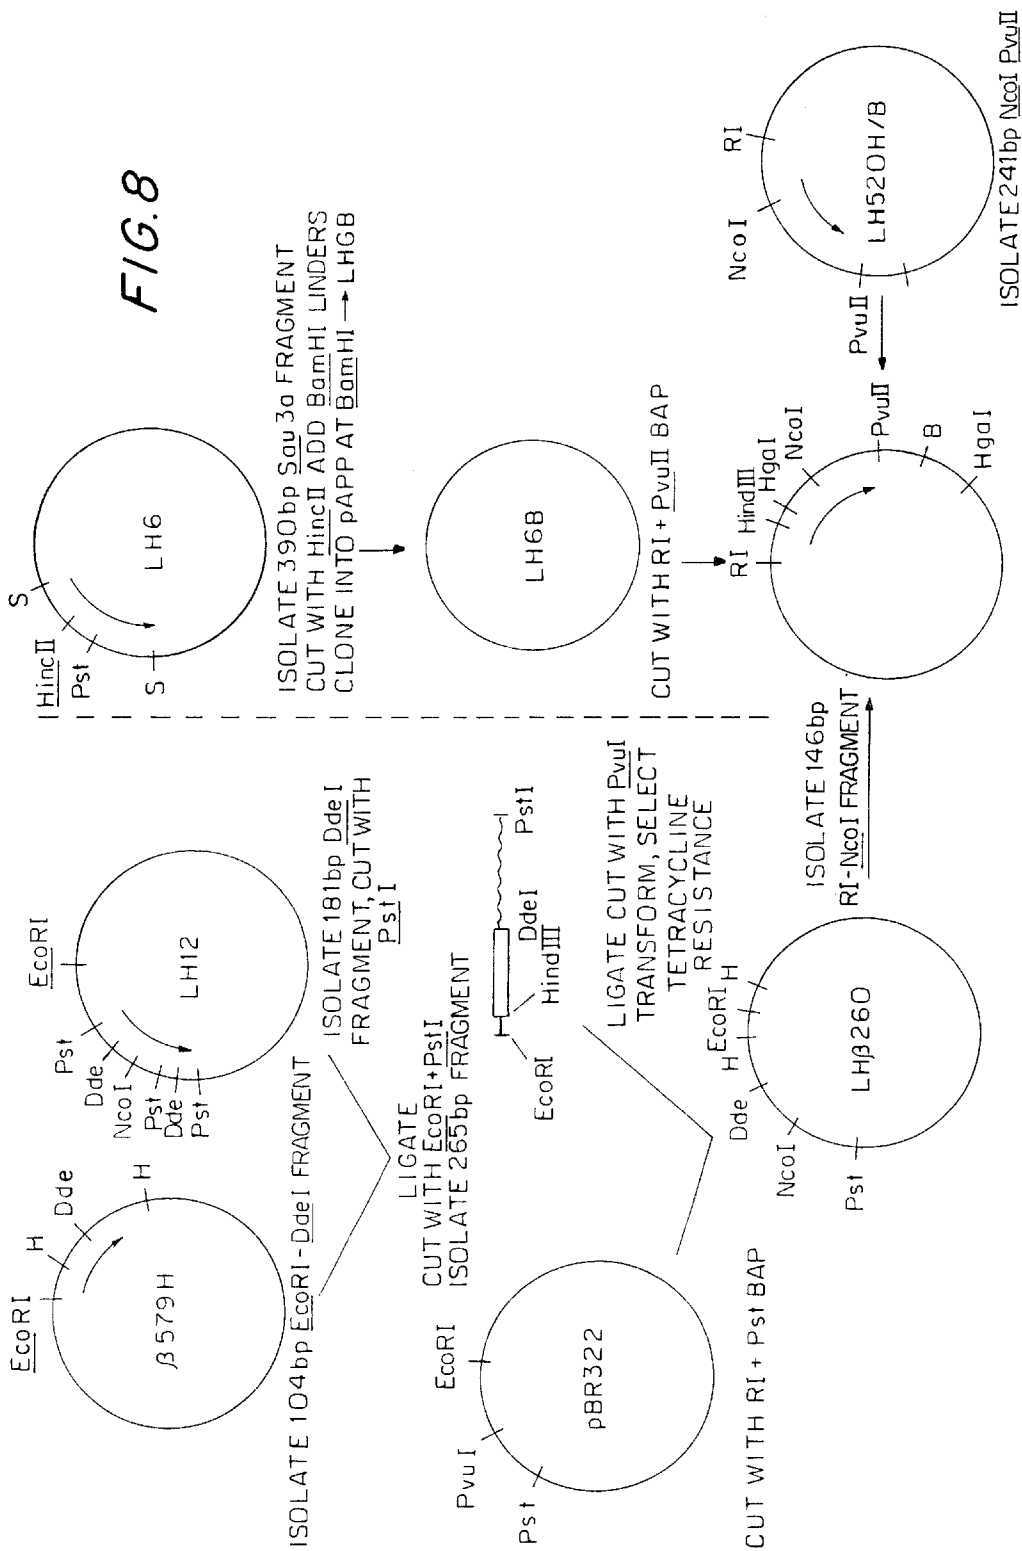 FIG. 8
EcoRI
H
Dde
H
β579H
ISOLATE 104bp EcoRI-DdeI FRAGMENT
EcoRI
Pst
Dde
NcoI
Pst
Dde
Pst
LH12
ISOLATE 181bp DdeI
FRAGMENT, CUT WITH
PstI
LIGATE
CUT WITH EcoRI+PstI
ISOLATE 265bp FRAGMENT
EcoRI
HindIII
DdeI
PstI
PvuI
EcoRI
Pst
pBR322
CUT WITH RI+ Pst BAP
LIGATE CUT WITH PvuI
TRANSFORM, SELECT
TETRACYCLINE
RESISTANCE
Dde
H
EcoRI
H
NcoI
Pst
LHβ260
ISOLATE 146bp
RI-NcoI FRAGMENT
HincII
S
Pst
S
LH6
ISOLATE 390bp Sau 3a FRAGMENT
CUT WITH HincII ADD BamHI LINDERS
CLONE INTO pAPP AT BamHI → LHGB
LH6B
CUT WITH RI+ PvuII BAP
RI
HindIII
HgaI
NcoI
PvuII
B
HgaI
NcoI
RI
PvuII
LH520H/B
ISOLATE 241bp NcoI PvuII